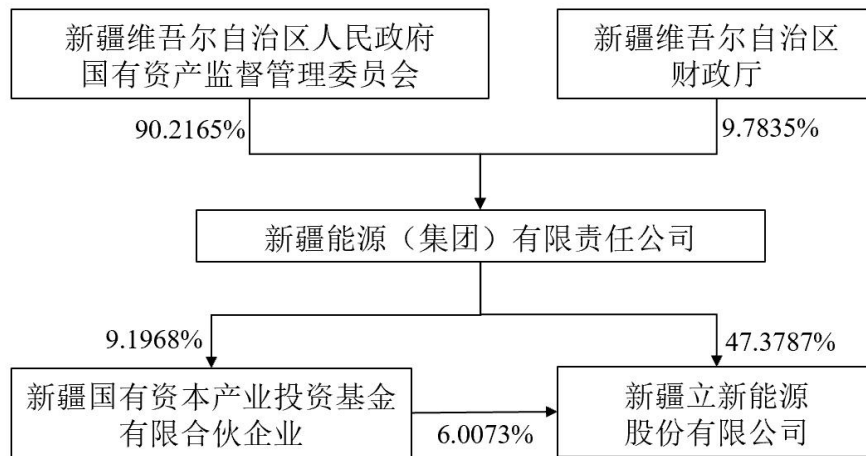 新疆维吾尔自治区人民政府
国有资产监督管理委员会
新疆维吾尔自治区
财政厅
90.2165%
9.7835%
新疆能源（集团）有限责任公司
9.1968%
47.3787%
新疆国有资本产业投资基金
有限合伙企业
6.0073%
新疆立新能源
股份有限公司